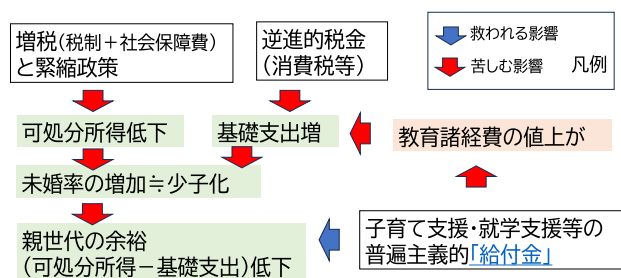 増税(税制＋社会保障費)
と緊縮政策
逆進的税金
(消費税等)
救われる影響
苦しむ影響
凡例
可処分所得低下
基礎支出増
教育諸経費の値上が
未婚率の増加≒少子化
親世代の余裕
(可処分所得－基礎支出)低下
子育て支援・就学支援等の
普遍主義的「給付金」